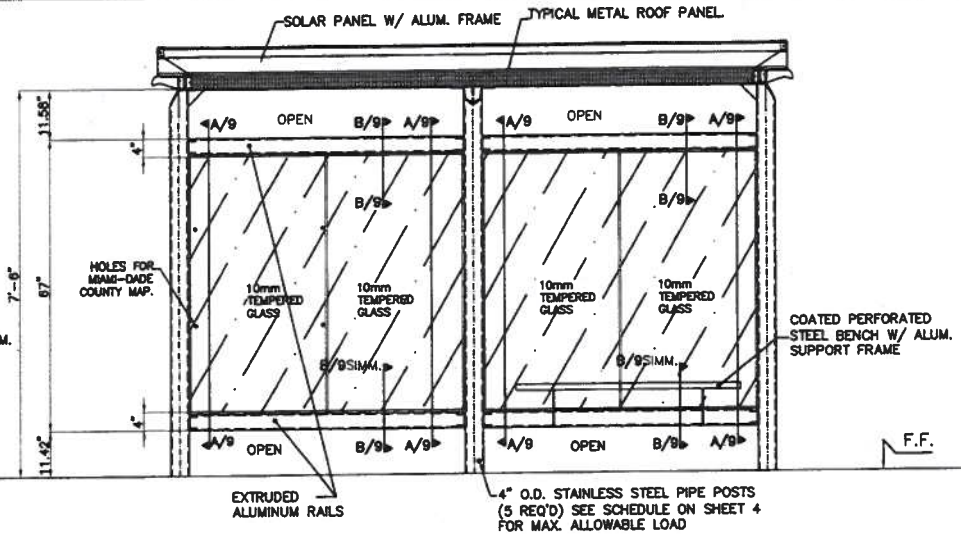 SOLAR PANEL W/ ALUM. FRAME
TYPICAL METAL ROOF PANEL
11.58"
4"
A/9
OPEN
B/9
A/9
A/9
OPEN
B/9
A/9
B/9
B/9
7'-6"
67"
HOLES FOR
MIAMI-DADE
COUNTY MAP.
10mm
TEMPERED
GLASS
10mm
TEMPERED
GLASS
10mm
TEMPERED
GLASS
10mm
TEMPERED
GLASS
M.
COATED PERFORATED
STEEL BENCH W/ ALUM.
SUPPORT FRAME
B/9SIMM.
B/9SIMM.
4"
11.42"
A/9
OPEN
B/9
A/9
A/9
OPEN
B/9
A/9
F.F.
EXTRUDED
ALUMINUM RAILS
4" O.D. STAINLESS STEEL PIPE POSTS
(5 REQ'D) SEE SCHEDULE ON SHEET 4
FOR MAX. ALLOWABLE LOAD